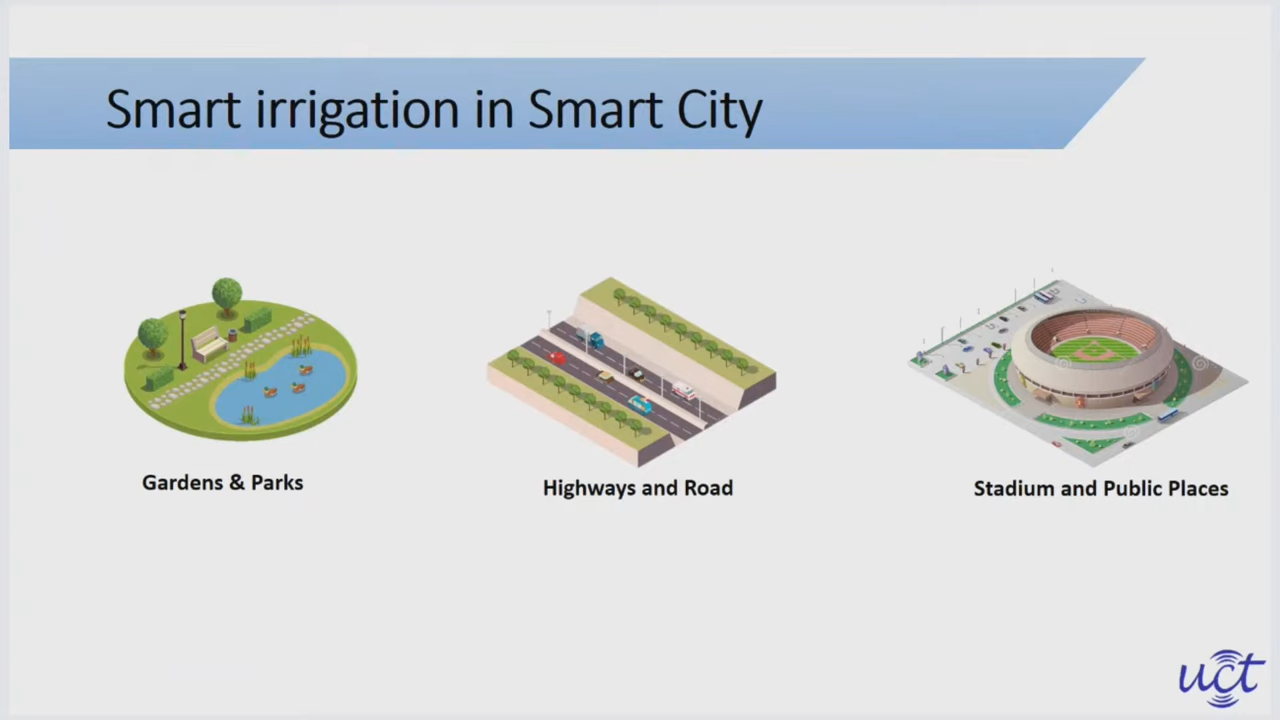 Smart irrigation in Smart City
Gardens & Parks
Highways and Road
Stadium and Public Places
uct